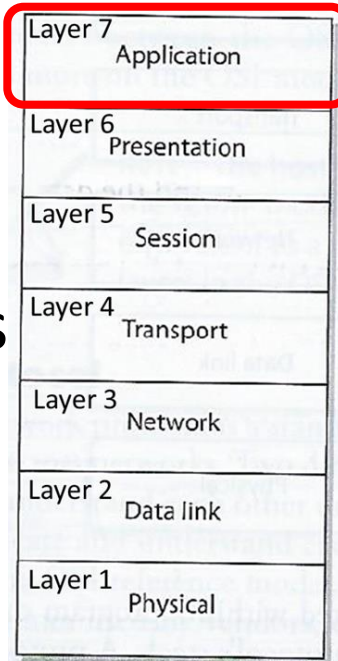 Layer 7
Application
Layer 6
Presentation
Layer 5
Session
s
Layer 4
Transport
Layer 3
Network
Layer 2
Data link
Layer 1
Physical